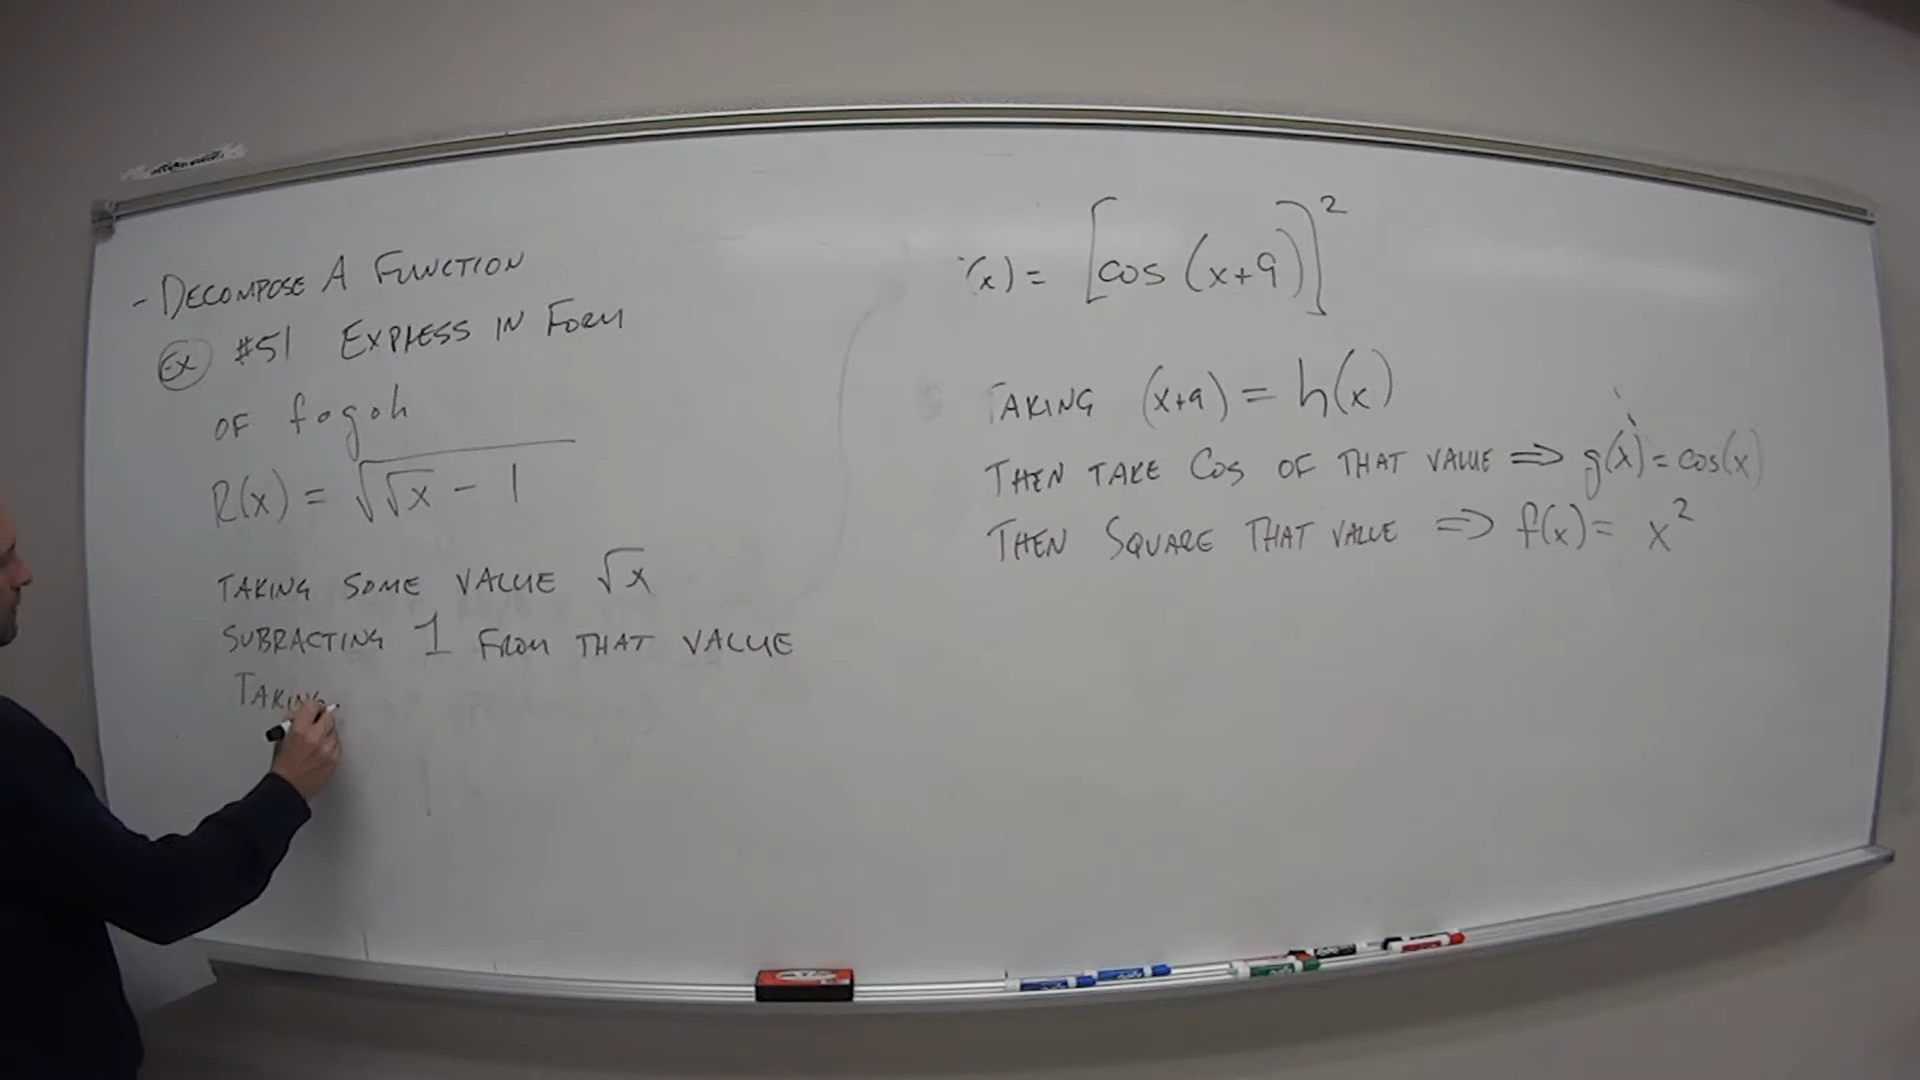 - DECOMPOSE A FUNCTION
Ex #51 EXPRESS IN FORM
OF f∘g∘h
R(x) = √(√x - 1)
TAKING SOME VALUE √x
SUBRACTING 1 FROM THAT VALUE
TAKING
(x) = [cos (x+9)]²
TAKING (x+9) = h(x)
THEN TAKE COS OF THAT VALUE ⇒ g(x) = cos(x)
THEN SQUARE THAT VALUE ⇒ f(x) = x²